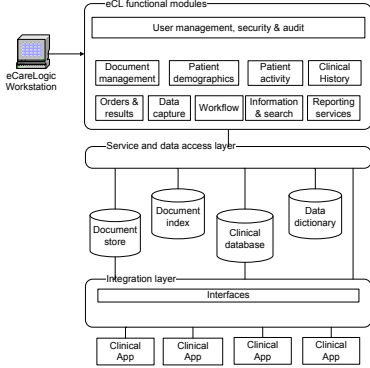 eCL functional modules
User management, security & audit
eCareLogic
Workstation
Document
management
Patient
demographics
Patient
activity
Clinical
History
Orders &
results
Data
capture
Workflow
Information
& search
Reporting
services
Service and data access layer
Document
store
Document
index
Clinical
database
Data
dictionary
Integration layer
Interfaces
Clinical
App
Clinical
App
Clinical
App
Clinical
App